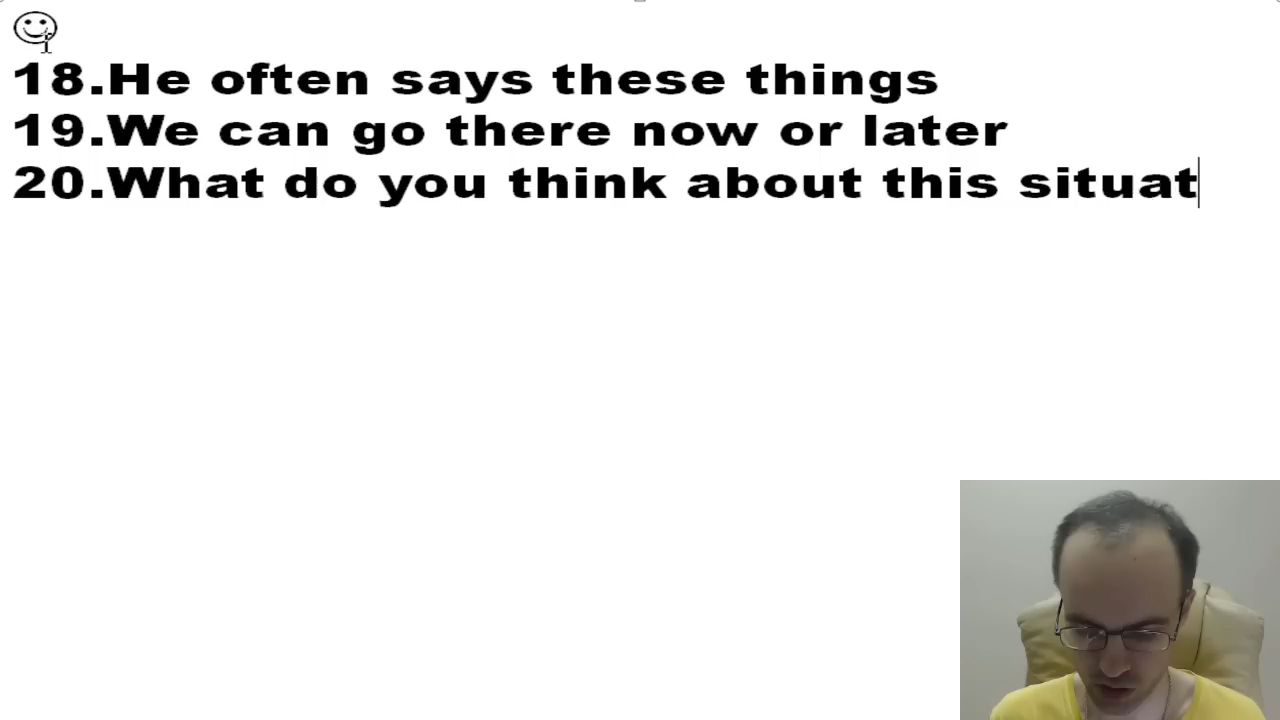 18.He often says these things
19.We can go there now or later
20.What do you think about this situat